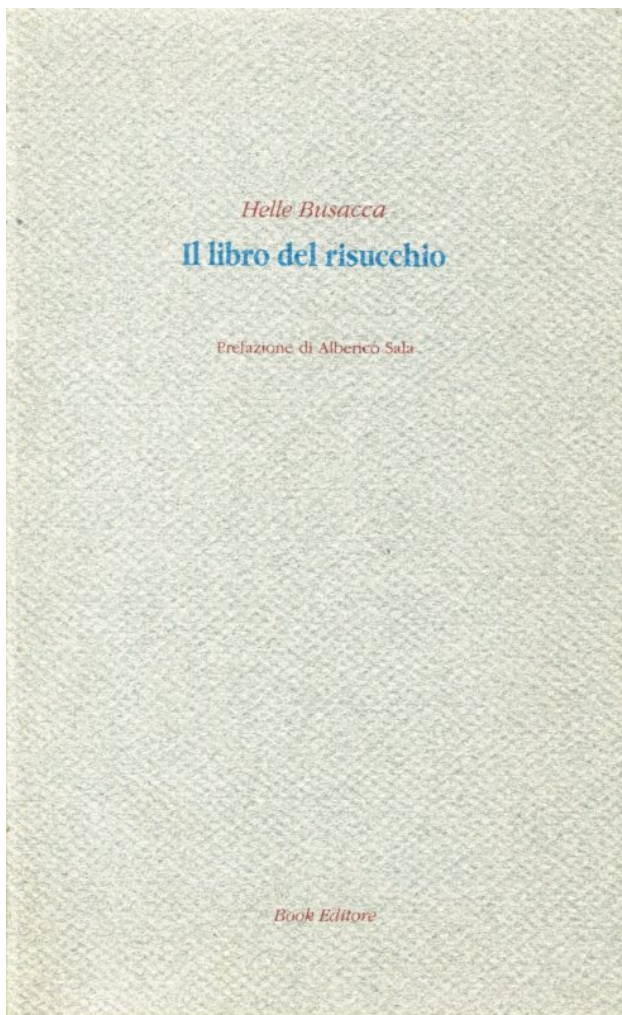 Helle Busacca
Il libro del risucchio
Prefazione di Alberico Sala
Book Editore